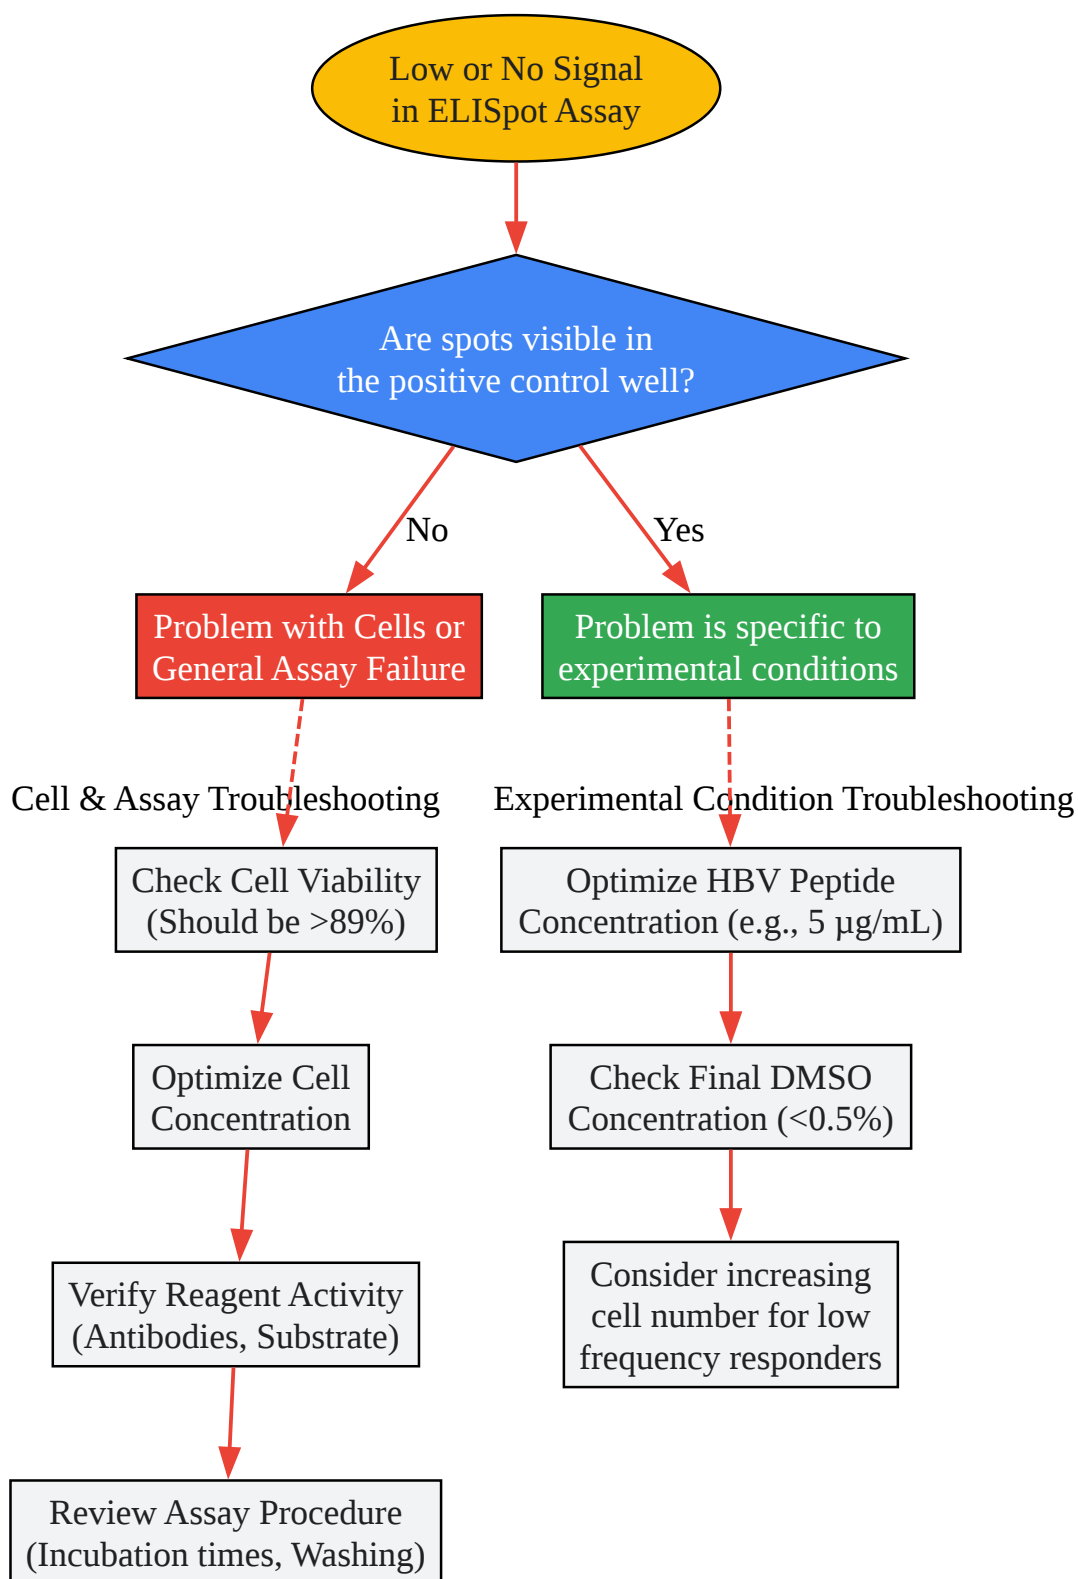 Low or No Signal
in ELISpot Assay
Are spots visible in
the positive control well?
No
Yes
Problem with Cells or
General Assay Failure
Problem is specific to
experimental conditions
Cell & Assay Troubleshooting
Experimental Condition Troubleshooting
Check Cell Viability
(Should be >89%)
Optimize HBV Peptide
Concentration (e.g., 5 µg/mL)
Optimize Cell
Concentration
Check Final DMSO
Concentration (<0.5%)
Verify Reagent Activity
(Antibodies, Substrate)
Consider increasing
cell number for low
frequency responders
Review Assay Procedure
(Incubation times, Washing)